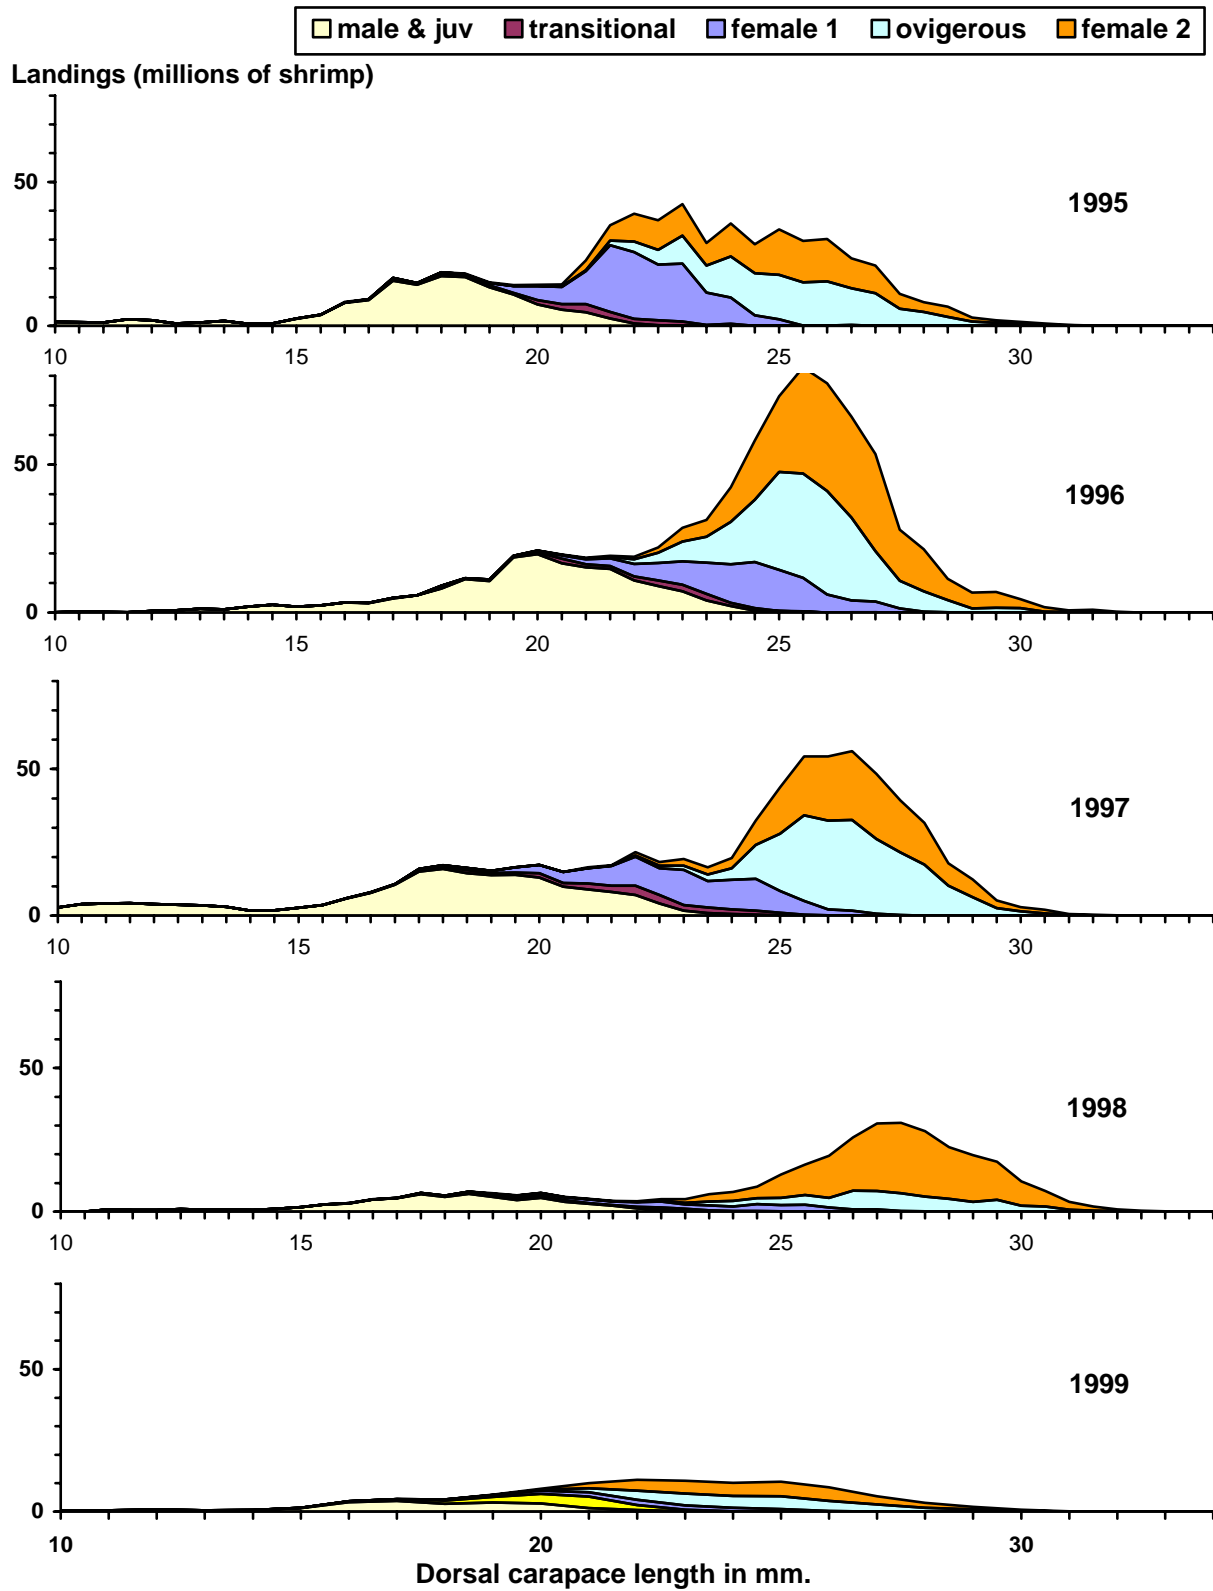 male & juv transitional female 1 ovigerous female 2
Landings (millions of shrimp)
50
1995
0
10 15 20 25 30
50
1996
0
10 15 20 25 30
50
1997
0
10 15 20 25 30
50
1998
0
10 15 20 25 30
50
1999
0
10 20 30
Dorsal carapace length in mm.